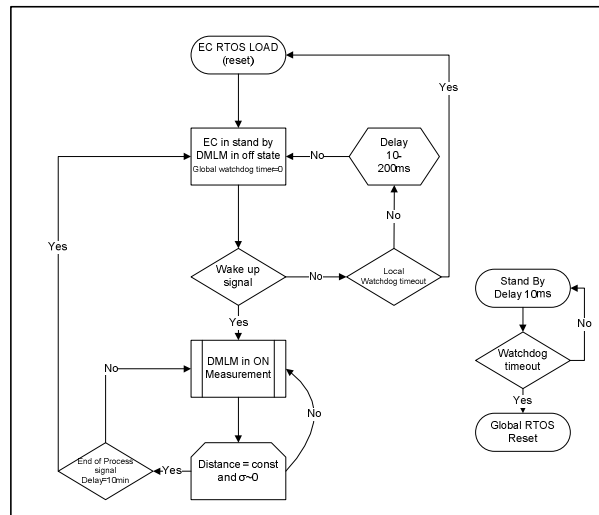 EC RTOS LOAD
(reset)
Yes
EC in stand by
DMLM in off state
Global watchdog timer=0
No
Delay
10-
200ms
No
Yes
Wake up
signal
No
Local
Watchdog timeout
Stand By
Delay 10ms
No
Yes
Watchdog
timeout
No
DMLM in ON
Measurement
Yes
No
Global RTOS
Reset
End of Process
signal
Delay=10min
Yes
Distance = const
and σ~0